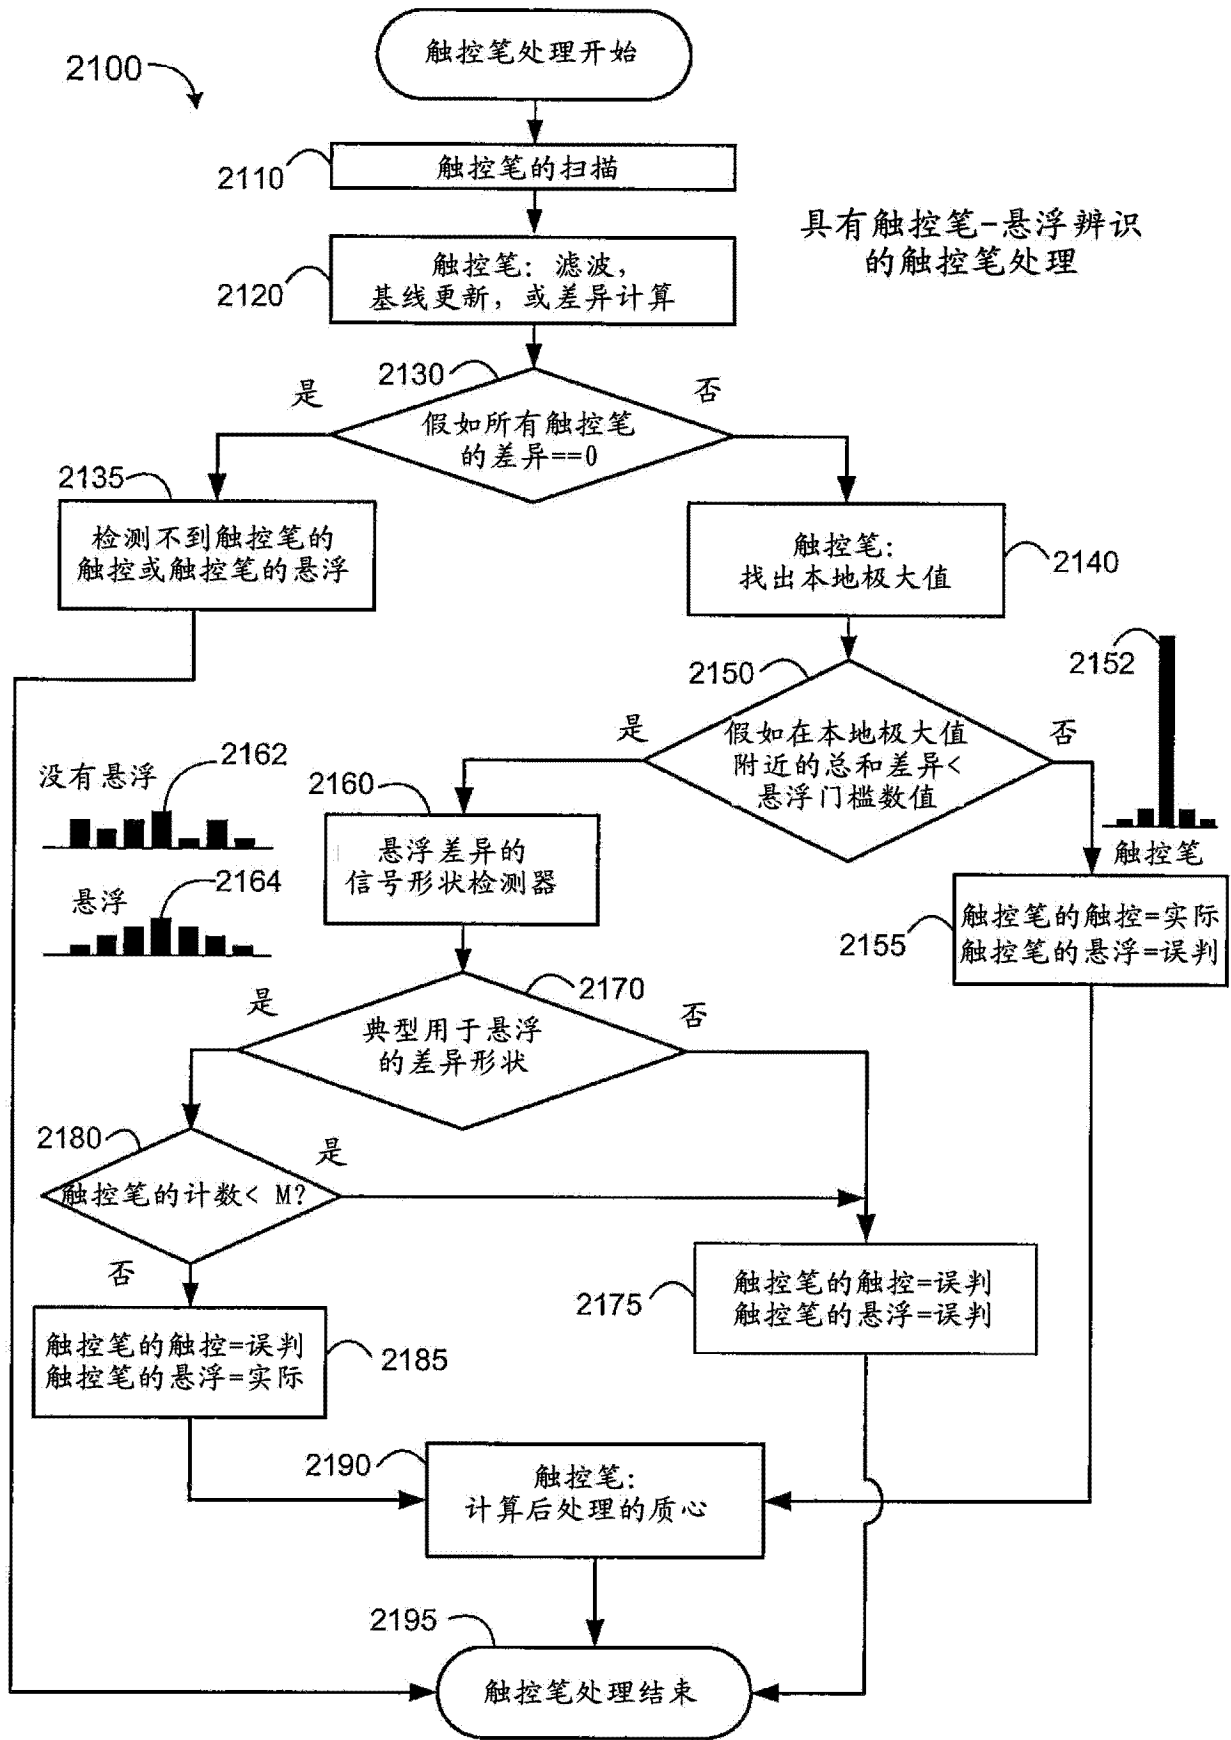 触控笔处理开始
2100
触控笔的扫描
2110
具有触控笔-悬浮辨识
的触控笔处理
触控笔：滤波，
基线更新，或差异计算
2120
2130
是
否
假如所有触控笔
的差异==0
2135
检测不到触控笔的
触控或触控笔的悬浮
触控笔：
找出本地极大值
2140
2150
2152
是
否
假如在本地极大值
附近的总和差异<
悬浮门槛数值
触控笔
没有悬浮
2162
2160
悬浮差异的
信号形状检测器
悬浮
2164
触控笔的触控=实际
触控笔的悬浮=误判
2155
是
2170
否
典型用于悬浮
的差异形状
2180
是
触控笔的计数< M?
否
触控笔的触控=误判
触控笔的悬浮=误判
2175
触控笔的触控=误判
触控笔的悬浮=实际
2185
2190
触控笔：
计算后处理的质心
2195
触控笔处理结束